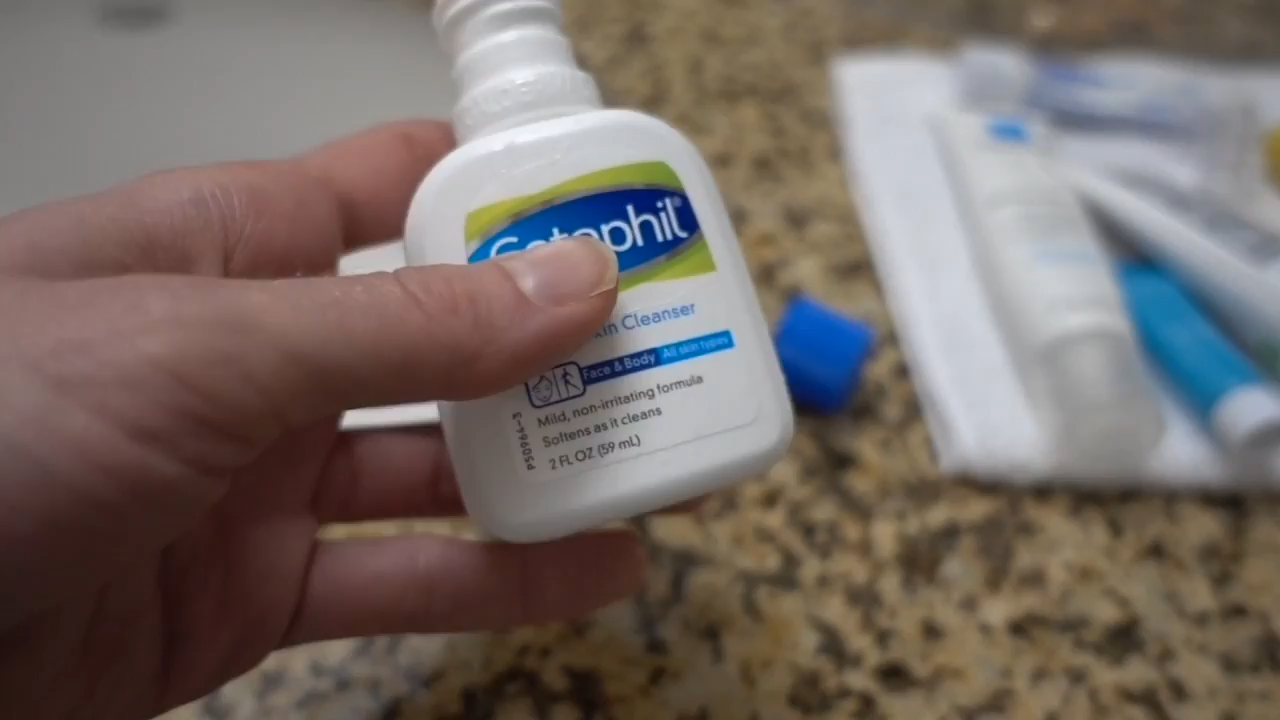 Cetaphil®
Skin Cleanser
Face & Body All skin types
Mild, non-irritating formula
Softens as it cleans
2 FL OZ (59 mL)
P50964-3